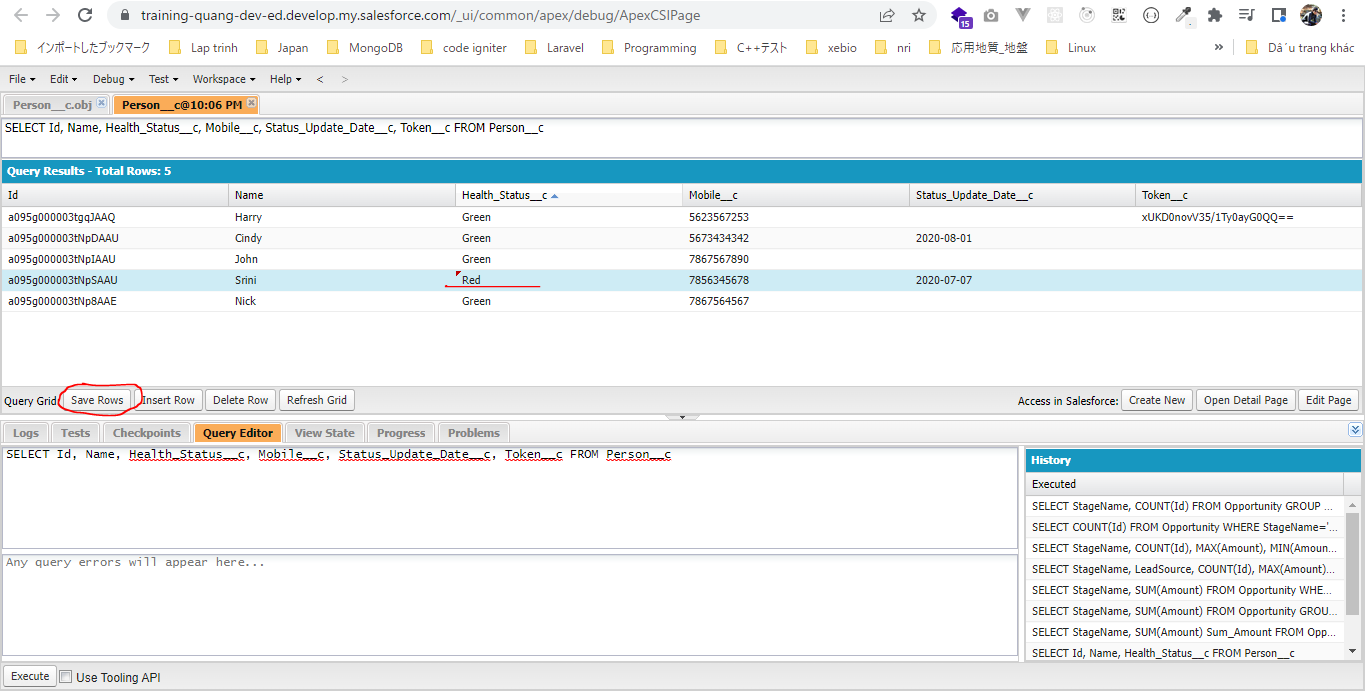 training-quang-dev-ed.develop.my.salesforce.com/_ui/common/apex/debug/ApexCSIPage
15
インポートしたブックマーク Lap trinh Japan MongoDB code igniter Laravel Programming C++テスト xebio nri 応用地質_地盤 Linux » Dấu trang khác
File Edit Debug Test Workspace Help < >
Person__c.obj Person__c@10:06 PM
SELECT Id, Name, Health_Status__c, Mobile__c, Status_Update_Date__c, Token__c FROM Person__c
Query Results - Total Rows: 5
Id Name Health_Status__c Mobile__c Status_Update_Date__c Token__c
a095g000003tgqJAAQ Harry Green 5623567253 xUKD0novV35/1Ty0ayG0QQ==
a095g000003tNpDAAU Cindy Green 5673434342 2020-08-01
a095g000003tNpIAAU John Green 7867567890
a095g000003tNpSAAU Srini Red 7856345678 2020-07-07
a095g000003tNp8AAE Nick Green 7867564567
Query Grid: Save Rows Insert Row Delete Row Refresh Grid Access in Salesforce: Create New Open Detail Page Edit Page
Logs Tests Checkpoints Query Editor View State Progress Problems
SELECT Id, Name, Health_Status__c, Mobile__c, Status_Update_Date__c, Token__c FROM Person__c
Any query errors will appear here...
History
Executed
SELECT StageName, COUNT(Id) FROM Opportunity GROUP ...
SELECT COUNT(Id) FROM Opportunity WHERE StageName='...
SELECT StageName, COUNT(Id), MAX(Amount), MIN(Amoun...
SELECT StageName, LeadSource, COUNT(Id), MAX(Amount)...
SELECT StageName, SUM(Amount) FROM Opportunity WHE...
SELECT StageName, SUM(Amount) FROM Opportunity GROU...
SELECT StageName, SUM(Amount) Sum_Amount FROM Opp...
SELECT Id, Name, Health_Status__c FROM Person__c
Execute Use Tooling API